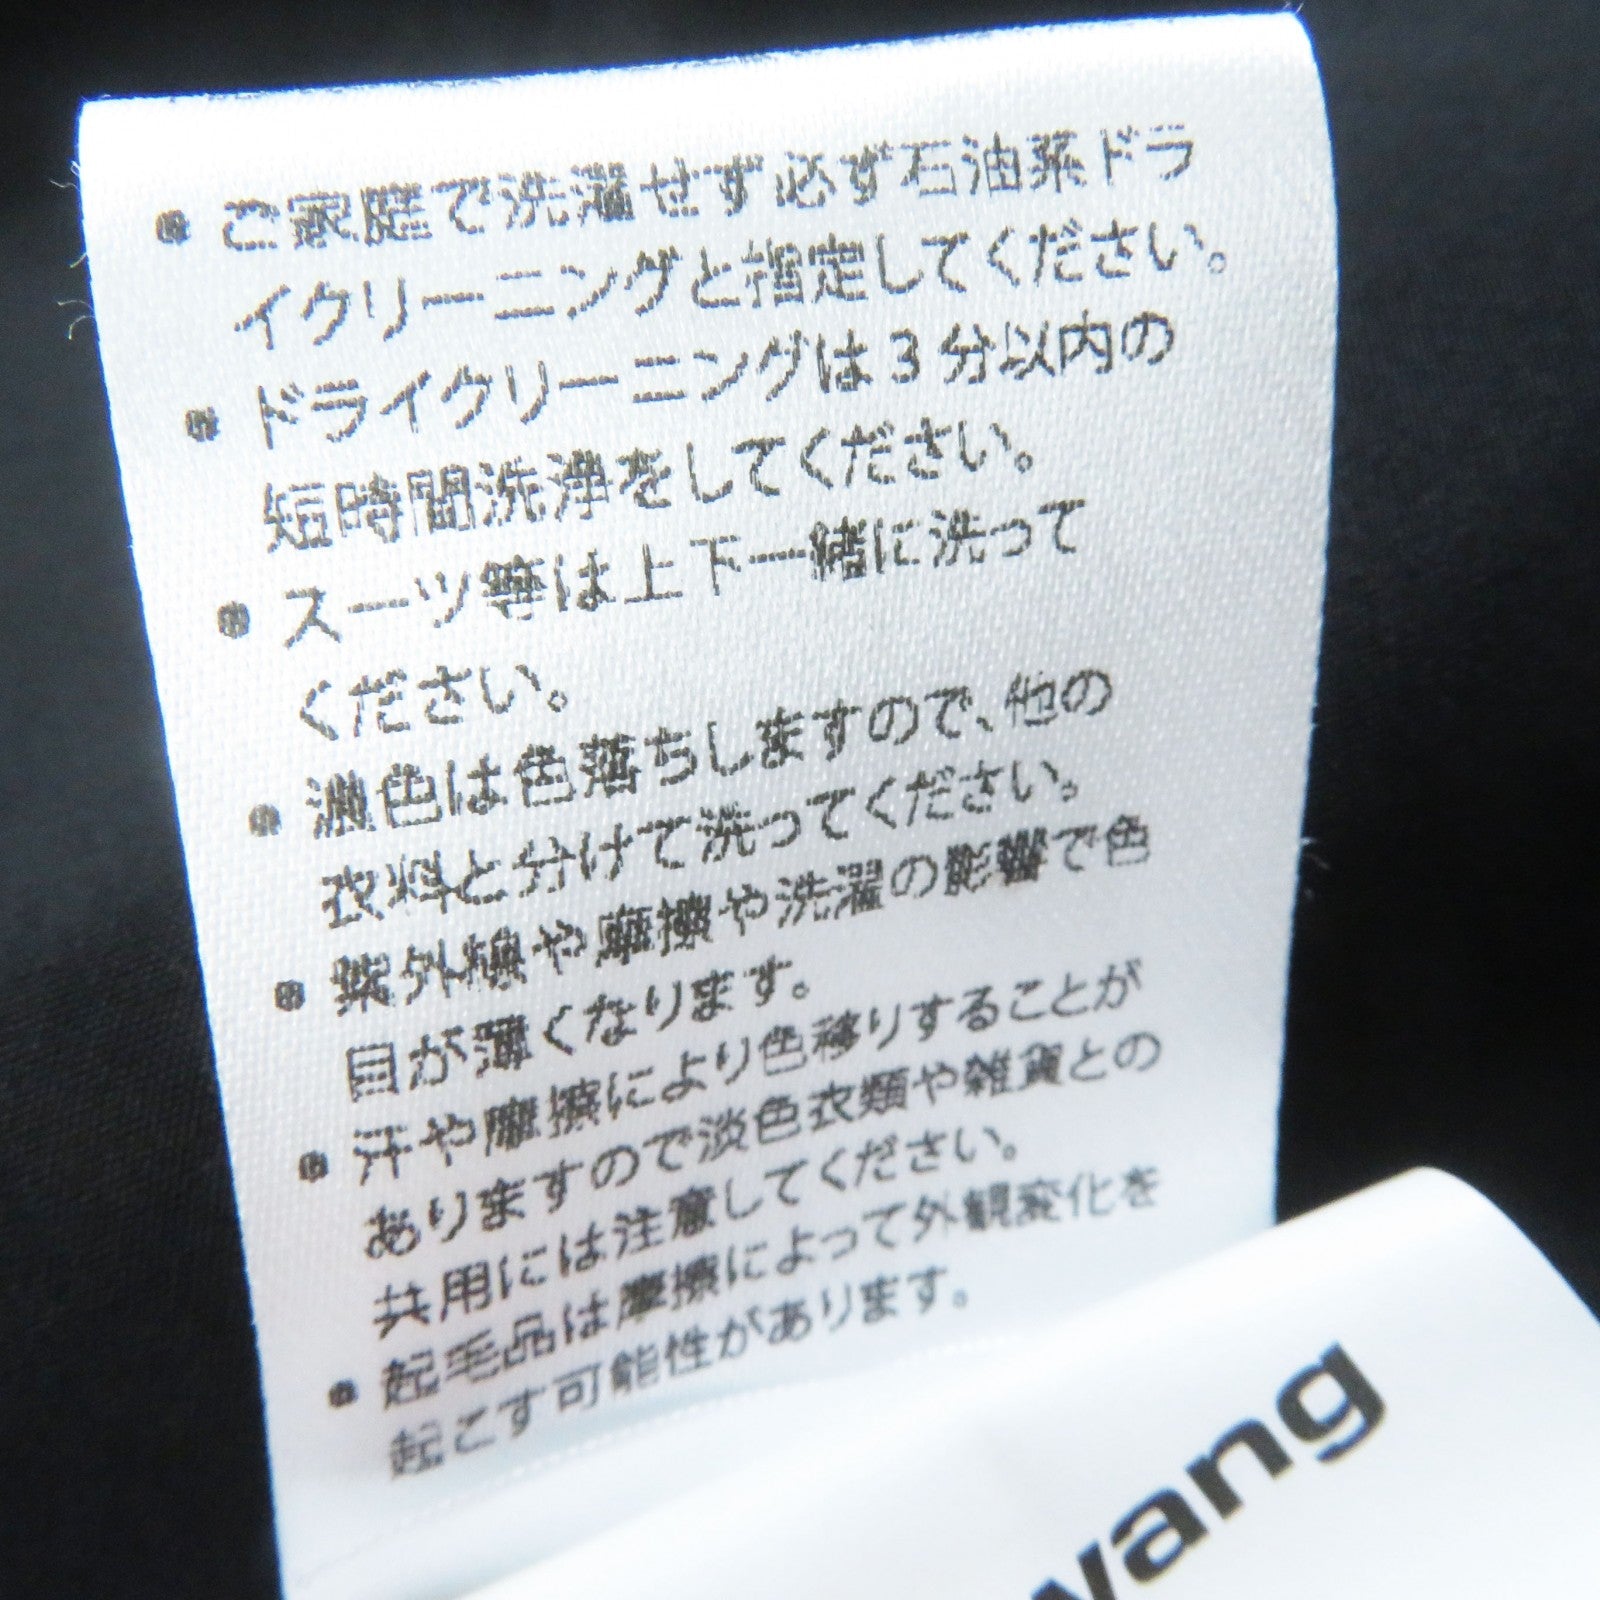 • ご家庭で洗濯せず必ず石油系ドラ
イクリーニングと指定してください。
• ドライクリーニングは3分以内の
短時間洗浄をしてください。
• スーツ等は上下一緒に洗って
ください。
• 濃色は色落ちしますので、他の
衣料と分けて洗ってください。
• 紫外線や摩擦や洗濯の影響で色
目が薄くなります。
• 汗や摩擦により色移りすることが
ありますので淡色衣類や雑貨との
共用には注意してください。
• 起毛品は摩擦によって外観変化を
起こす可能性があります。
wang